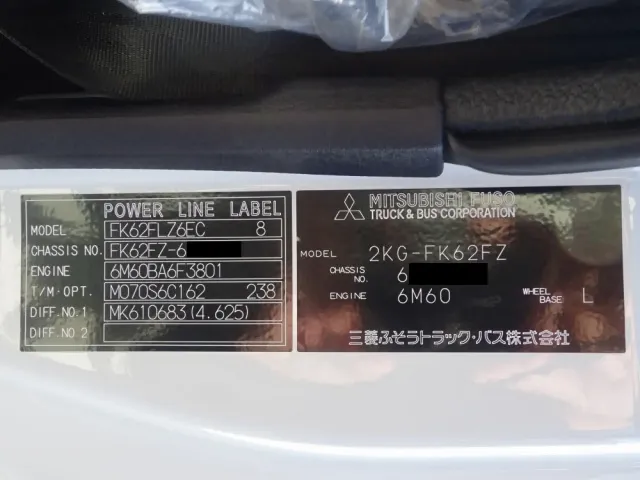 POWER LINE LABEL
MODEL FK62FLZ6EC 8
CHASSIS NO. FK62FZ-6
ENGINE 6M60BA6F3801
T/M·OPT. M070S6C162 238
DIFF.NO.1 MK610683(4.625)
DIFF.NO.2
MITSUBISHI FUSO
TRUCK & BUS CORPORATION
MODEL 2KG-FK62FZ
CHASSIS NO. 6
ENGINE 6M60 WHEEL BASE L
三菱ふそうトラック・バス株式会社